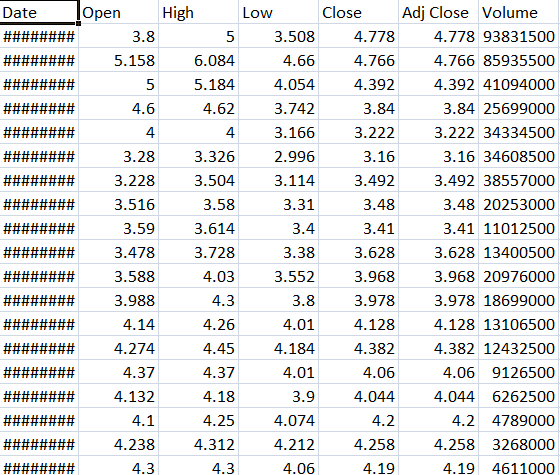 Date Open High Low Close Adj Close Volume
######## 3.8 5 3.508 4.778 4.778 93831500
######## 5.158 6.084 4.66 4.766 4.766 85935500
######## 5 5.184 4.054 4.392 4.392 41094000
######## 4.6 4.62 3.742 3.84 3.84 25699000
######## 4 4 3.166 3.222 3.222 34334500
######## 3.28 3.326 2.996 3.16 3.16 34608500
######## 3.228 3.504 3.114 3.492 3.492 38557000
######## 3.516 3.58 3.31 3.48 3.48 20253000
######## 3.59 3.614 3.4 3.41 3.41 11012500
######## 3.478 3.728 3.38 3.628 3.628 13400500
######## 3.588 4.03 3.552 3.968 3.968 20976000
######## 3.988 4.3 3.8 3.978 3.978 18699000
######## 4.14 4.26 4.01 4.128 4.128 13106500
######## 4.274 4.45 4.184 4.382 4.382 12432500
######## 4.37 4.37 4.01 4.06 4.06 9126500
######## 4.132 4.18 3.9 4.044 4.044 6262500
######## 4.1 4.25 4.074 4.2 4.2 4789000
######## 4.238 4.312 4.212 4.258 4.258 3268000
######## 4.3 4.3 4.06 4.19 4.19 4611000